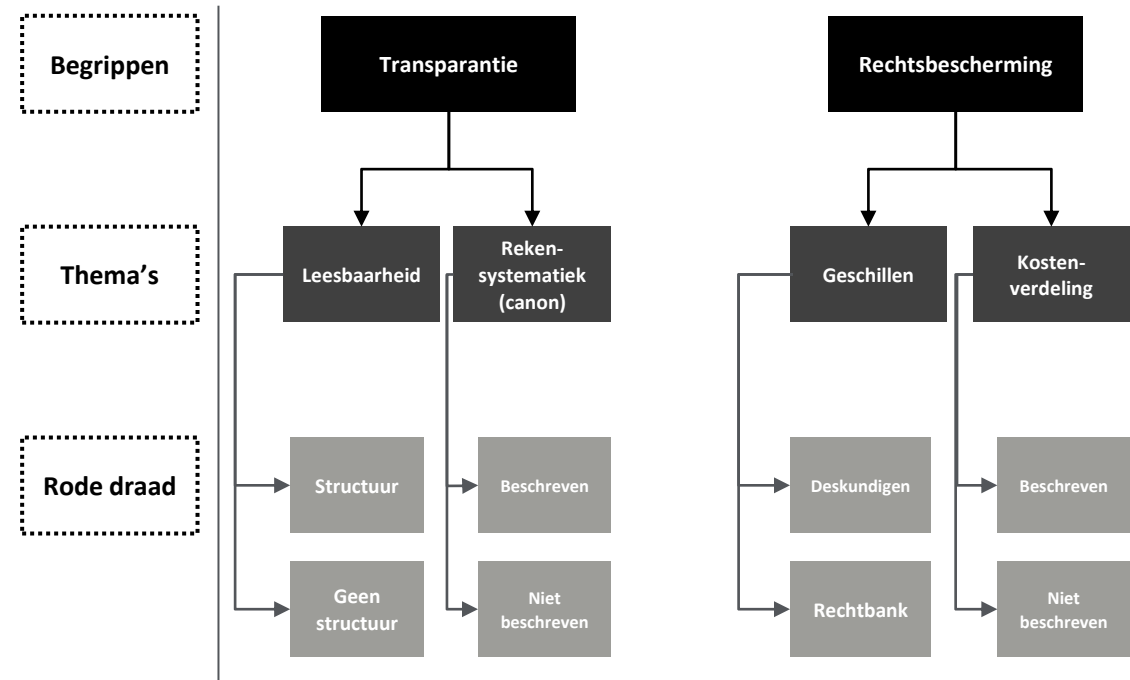 Begrippen
Transparantie
Rechtsbescherming
Thema's
Leesbaarheid
Reken-
systematiek
(canon)
Geschillen
Kosten-
verdeling
Rode draad
Structuur
Beschreven
Deskundigen
Beschreven
Geen
structuur
Niet
beschreven
Rechtbank
Niet
beschreven